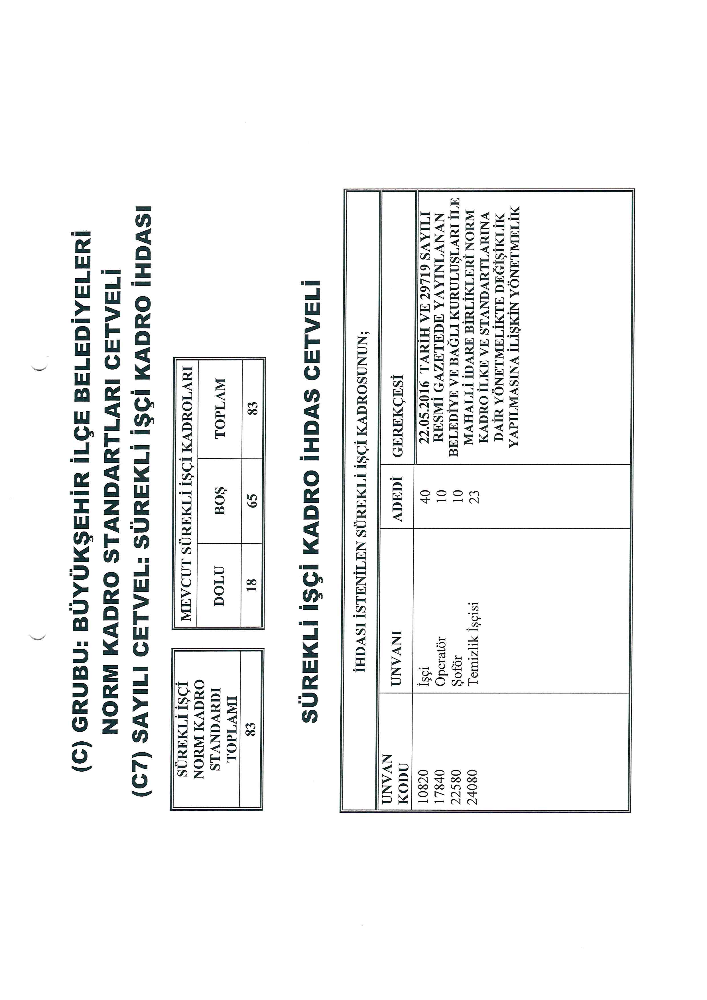 (C) GRUBU: BÜYÜKŞEHİR İLÇE BELEDİYELERİ
NORM KADRO STANDARTLARI CETVELİ
(C7) SAYILI CETVEL: SÜREKLİ İŞÇİ KADRO İHDASI
SÜREKLİ İŞÇİ
NORM KADRO
STANDARDI
TOPLAMI
83
MEVCUT SÜREKLİ İŞÇİ KADROLARI
DOLU BOŞ TOPLAM
18 65 83
SÜREKLİ İŞÇİ KADRO İHDAS CETVELİ
İHDASI İSTENİLEN SÜREKLİ İŞÇİ KADROSUNUN;
UNVAN
KODU UNVANI ADEDİ GEREKÇESİ
10820 İşçi 40
17840 Operatör 10
22580 Şoför 10
24080 Temizlik İşçisi 23
22.05.2016 TARİH VE 29719 SAYILI
RESMİ GAZETEDE YAYINLANAN
BELEDİYE VE BAĞLI KURULUŞLARI İLE
MAHALLİ İDARE BİRLİKLERİ NORM
KADRO İLKE VE STANDARTLARINA
DAİR YÖNETMELİKTE DEĞİŞİKLİK
YAPILMASINA İLİŞKİN YÖNETMELİK